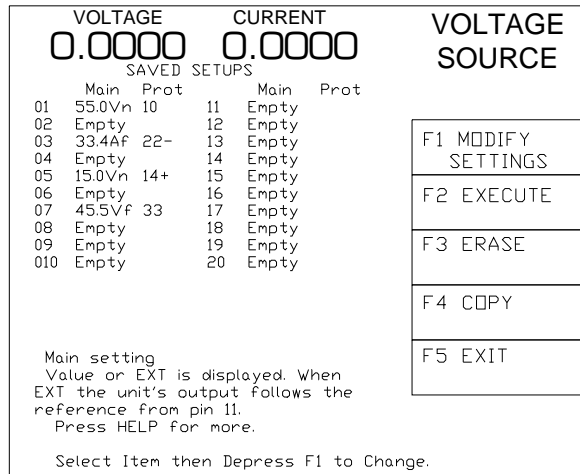 VOLTAGE CURRENT
0.0000 0.0000
VOLTAGE
SOURCE
SAVED SETUPS
Main Prot Main Prot
01 55.0Vn 10 11 Empty
02 Empty 12 Empty
03 33.4Af 22- 13 Empty
04 Empty 14 Empty
05 15.0Vn 14+ 15 Empty
06 Empty 16 Empty
07 45.5Vf 33 17 Empty
08 Empty 18 Empty
09 Empty 19 Empty
010 Empty 20 Empty
F1 MODIFY
SETTINGS
F2 EXECUTE
F3 ERASE
F4 COPY
F5 EXIT
Main setting
Value or EXT is displayed. When
EXT the unit's output follows the
reference from pin 11.
Press HELP for more.
Select Item then Depress F1 to Change.